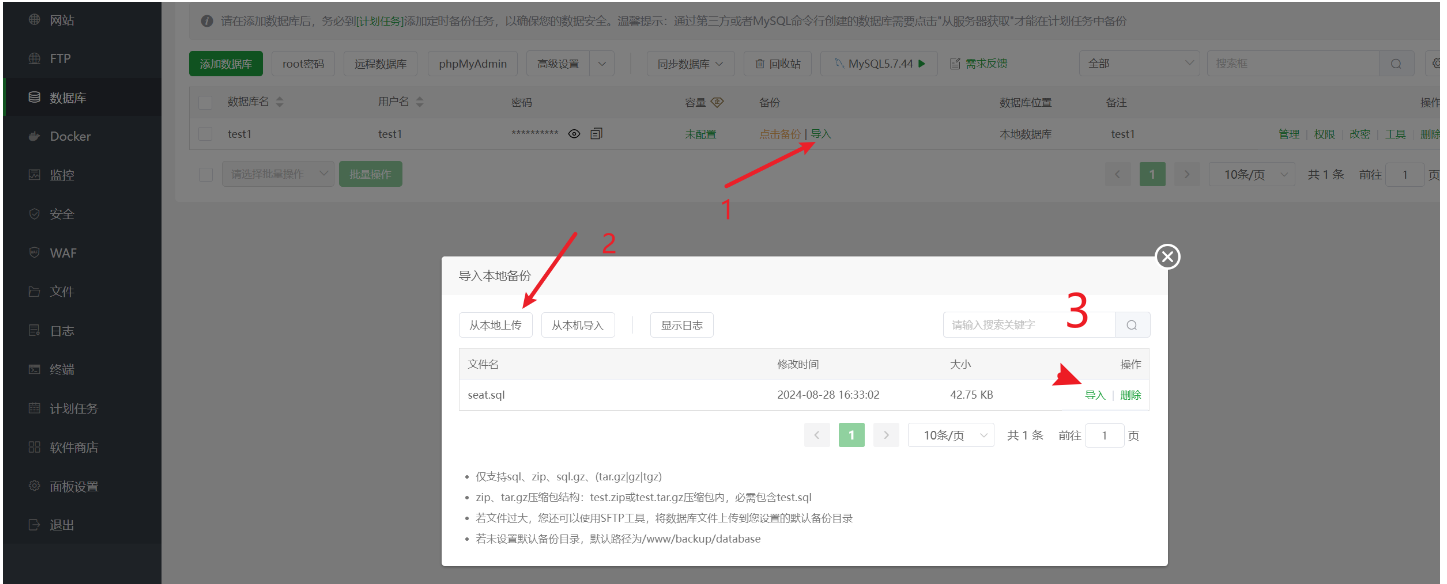 网站
FTP
数据库
Docker
监控
安全
WAF
文件
日志
终端
计划任务
软件商店
面板设置
退出
请在添加数据库后，务必到[计划任务]添加定时备份任务，以确保您的数据安全。温馨提示：通过第三方或者MySQL命令行创建的数据库需要点击"从服务器获取"才能在计划任务中备份
添加数据库 root密码 远程数据库 phpMyAdmin 高级设置 同步数据库 回收站 MySQL5.7.44 需求反馈 全部 搜索框
数据库名 用户名 密码 容量 备份 数据库位置 备注 操作
test1 test1 ********** 未配置 点击备份 | 导入 本地数据库 test1 管理 | 权限 | 改密 | 工具 | 删除
请选择批量操作 批量操作 1 10条/页 共 1 条 前往 1 页
1
2
导入本地备份
3
从本地上传 从本机导入 显示日志 请输入搜索关键字
文件名 修改时间 大小 操作
seat.sql 2024-08-28 16:33:02 42.75 KB 导入 | 删除
1 10条/页 共 1 条 前往 1 页
仅支持sql、zip、sql.gz、(tar.gz|gz|tgz)
zip、tar.gz压缩包结构：test.zip或test.tar.gz压缩包内，必需包含test.sql
若文件过大，您还可以使用SFTP工具，将数据库文件上传到您设置的默认备份目录
若未设置默认备份目录，默认路径为/www/backup/database